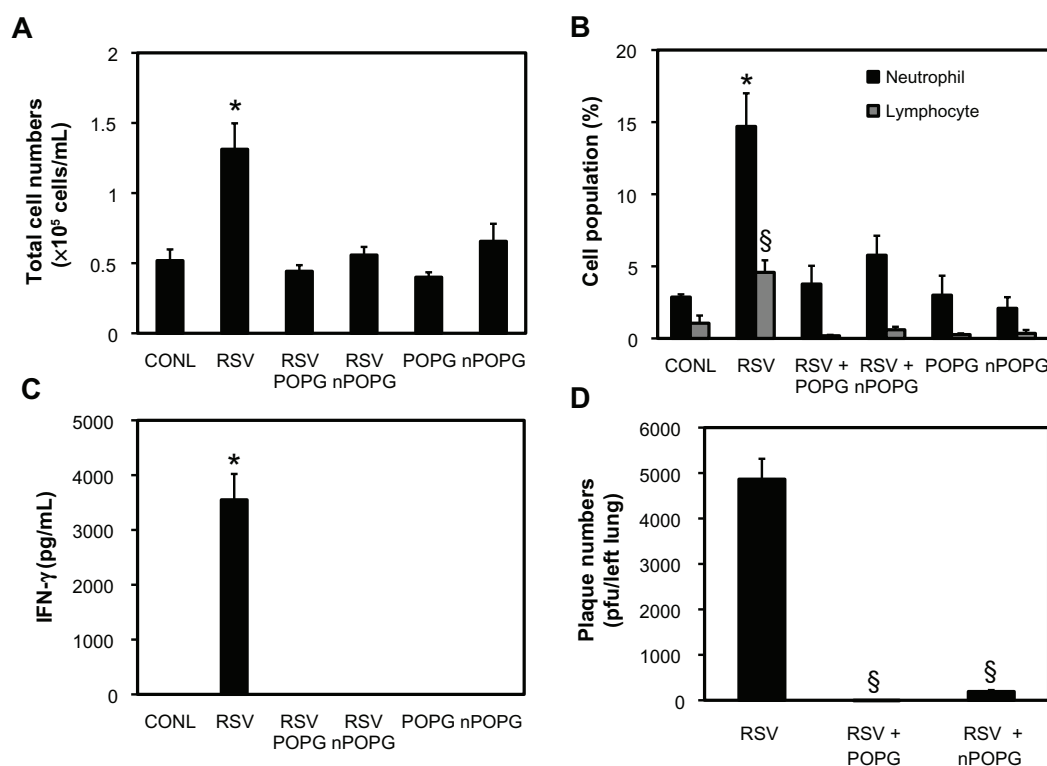 A
Total cell numbers
(×10⁵ cells/mL)
2
1.5
1
0.5
0
*
CONL RSV RSV RSV POPG nPOPG
POPG nPOPG
B
Cell population (%)
20
15
10
5
0
*
§
Neutrophil
Lymphocyte
CONL RSV RSV + RSV + POPG nPOPG
POPG nPOPG
C
IFN-γ (pg/mL)
5000
4000
3000
2000
1000
0
*
CONL RSV RSV RSV POPG nPOPG
POPG nPOPG
D
Plaque numbers
(pfu/left lung)
6000
5000
4000
3000
2000
1000
0
§
§
RSV RSV + RSV +
POPG nPOPG